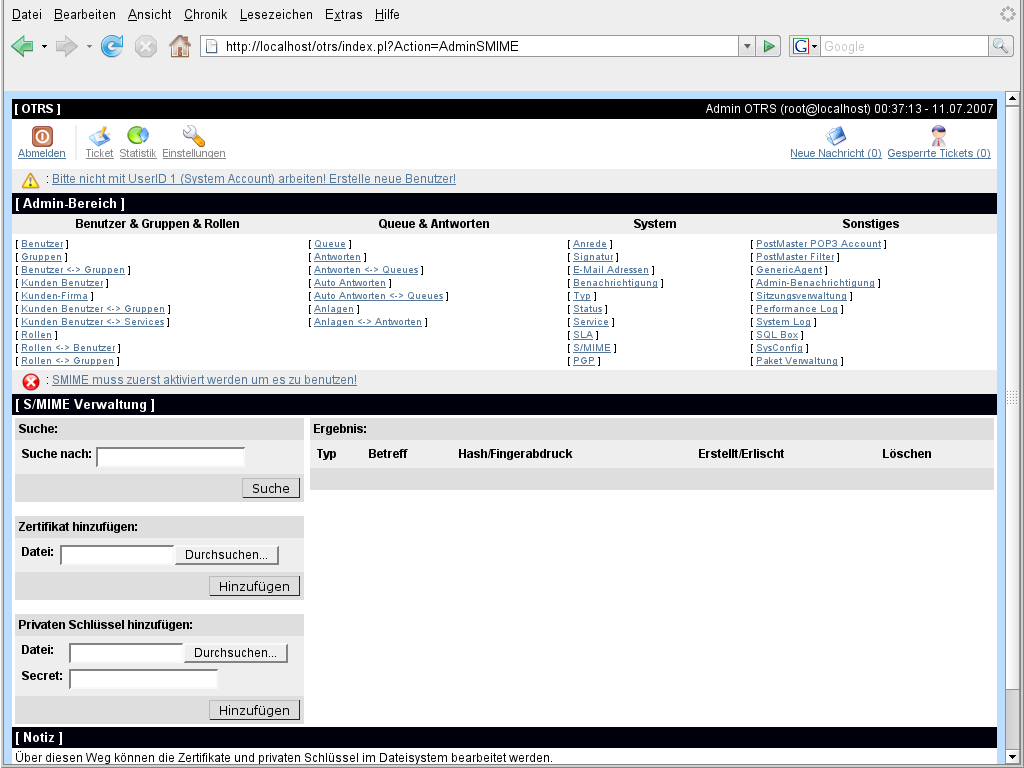 Datei Bearbeiten Ansicht Chronik Lesezeichen Extras Hilfe
http://localhost/otrs/index.pl?Action=AdminSMIME
G Google
[ OTRS ] Admin OTRS (root@localhost) 00:37:13 - 11.07.2007
Abmelden Ticket Statistik Einstellungen Neue Nachricht (0) Gesperrte Tickets (0)
: Bitte nicht mit UserID 1 (System Account) arbeiten! Erstelle neue Benutzer!
[ Admin-Bereich ]
Benutzer & Gruppen & Rollen Queue & Antworten System Sonstiges
[ Benutzer ] [ Queue ] [ Anrede ] [ PostMaster POP3 Account ]
[ Gruppen ] [ Antworten ] [ Signatur ] [ PostMaster Filter ]
[ Benutzer <-> Gruppen ] [ Antworten <-> Queues ] [ E-Mail Adressen ] [ GenericAgent ]
[ Kunden Benutzer ] [ Auto Antworten ] [ Benachrichtigung ] [ Admin-Benachrichtigung ]
[ Kunden-Firma ] [ Auto Antworten <-> Queues ] [ Typ ] [ Sitzungsverwaltung ]
[ Kunden Benutzer <-> Gruppen ] [ Anlagen ] [ Status ] [ Performance Log ]
[ Kunden Benutzer <-> Services ] [ Anlagen <-> Antworten ] [ Service ] [ System Log ]
[ Rollen ] [ SLA ] [ SQL Box ]
[ Rollen <-> Benutzer ] [ S/MIME ] [ SysConfig ]
[ Rollen <-> Gruppen ] [ PGP ] [ Paket Verwaltung ]
: SMIME muss zuerst aktiviert werden um es zu benutzen!
[ S/MIME Verwaltung ]
Suche: Ergebnis:
Suche nach: Typ Betreff Hash/Fingerabdruck Erstellt/Erlischt Löschen
Suche
Zertifikat hinzufügen:
Datei: Durchsuchen...
Hinzufügen
Privaten Schlüssel hinzufügen:
Datei: Durchsuchen...
Secret:
Hinzufügen
[ Notiz ]
Über diesen Weg können die Zertifikate und privaten Schlüssel im Dateisystem bearbeitet werden.